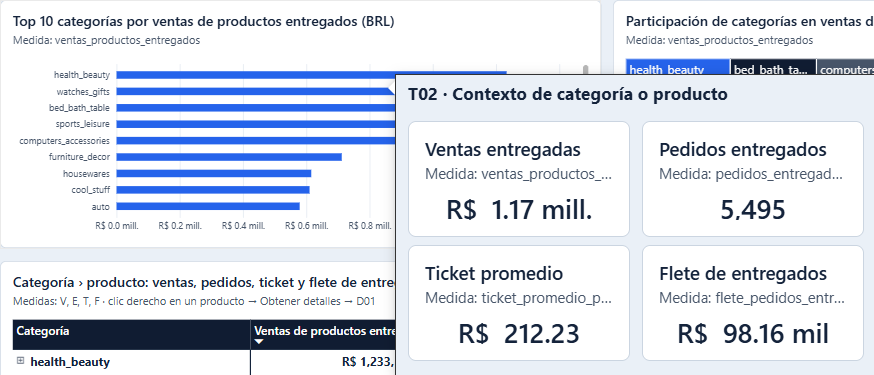 Top 10 categorías por ventas de productos entregados (BRL)
Medida: ventas_productos_entregados
health_beauty
watches_gifts
bed_bath_table
sports_leisure
computers_accessories
furniture_decor
housewares
cool_stuff
auto
R$ 0.0 mill. R$ 0.2 mill. R$ 0.4 mill. R$ 0.6 mill. R$ 0.8 mill.
Participación de categorías en ventas d
Medida: ventas_productos_entregados
health_beauty bed_bath_ta... computers
T02 · Contexto de categoría o producto
Ventas entregadas
Medida: ventas_productos_...
R$ 1.17 mill.
Pedidos entregados
Medida: pedidos_entregad...
5,495
Ticket promedio
Medida: ticket_promedio_p...
R$ 212.23
Flete de entregados
Medida: flete_pedidos_entr...
R$ 98.16 mil
Categoría › producto: ventas, pedidos, ticket y flete de entre
Medidas: V, E, T, F · clic derecho en un producto → Obtener detalles → D01
Categoría Ventas de productos entre
health_beauty R$ 1,233,